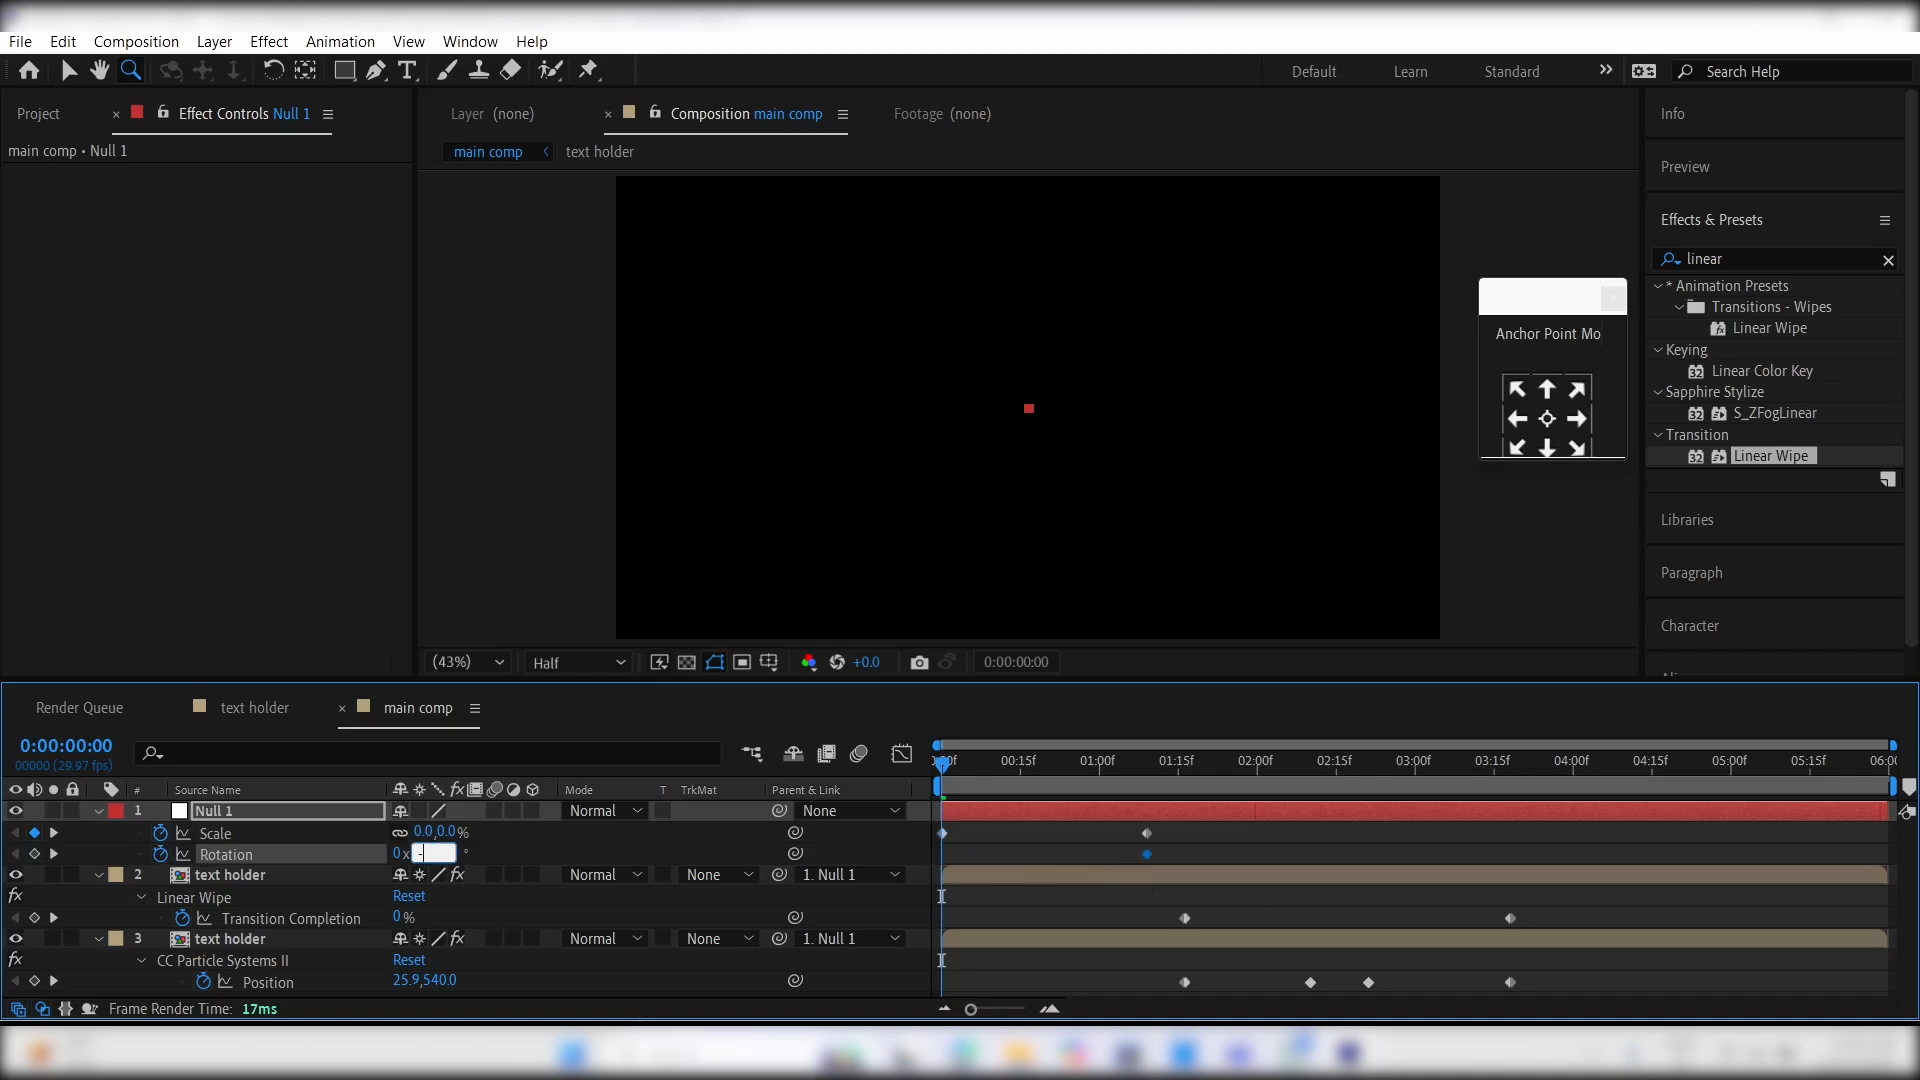 File Edit Composition Layer Effect Animation View Window Help
Default Learn Standard Search Help
Project × Effect Controls Null 1
Layer (none) × Composition main comp Footage (none)
Info
main comp • Null 1
main comp < text holder
Preview
Effects & Presets
linear
* Animation Presets
Transitions - Wipes
Linear Wipe
Keying
Linear Color Key
Sapphire Stylize
S_ZFogLinear
Transition
Linear Wipe
Anchor Point Mo
Libraries
Paragraph
Character
(43%) Half +0.0 0:00:00:00
Render Queue text holder × main comp
0:00:00:00
00000 (29.97 fps)
00:15f 01:00f 01:15f 02:00f 02:15f 03:00f 03:15f 04:00f 04:15f 05:00f 05:15f 06:0
# Source Name Mode T TrkMat Parent & Link
1 Null 1 Normal None
Scale 0.0,0.0%
Rotation 0x - °
2 text holder Normal None 1. Null 1
fx Linear Wipe Reset
Transition Completion 0%
3 text holder Normal None 1. Null 1
fx CC Particle Systems II Reset
Position 25.9,540.0
Frame Render Time: 17ms